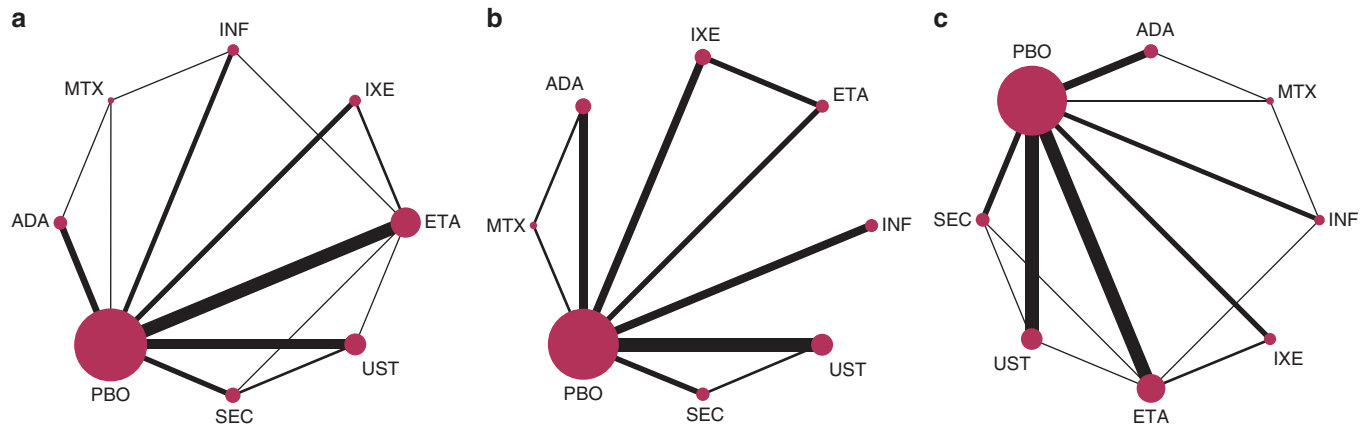 a
INF
MTX
IXE
ADA
ETA
UST
PBO
SEC
b
IXE
ADA
ETA
MTX
INF
UST
PBO
SEC
c
ADA
PBO
MTX
SEC
INF
UST
IXE
ETA